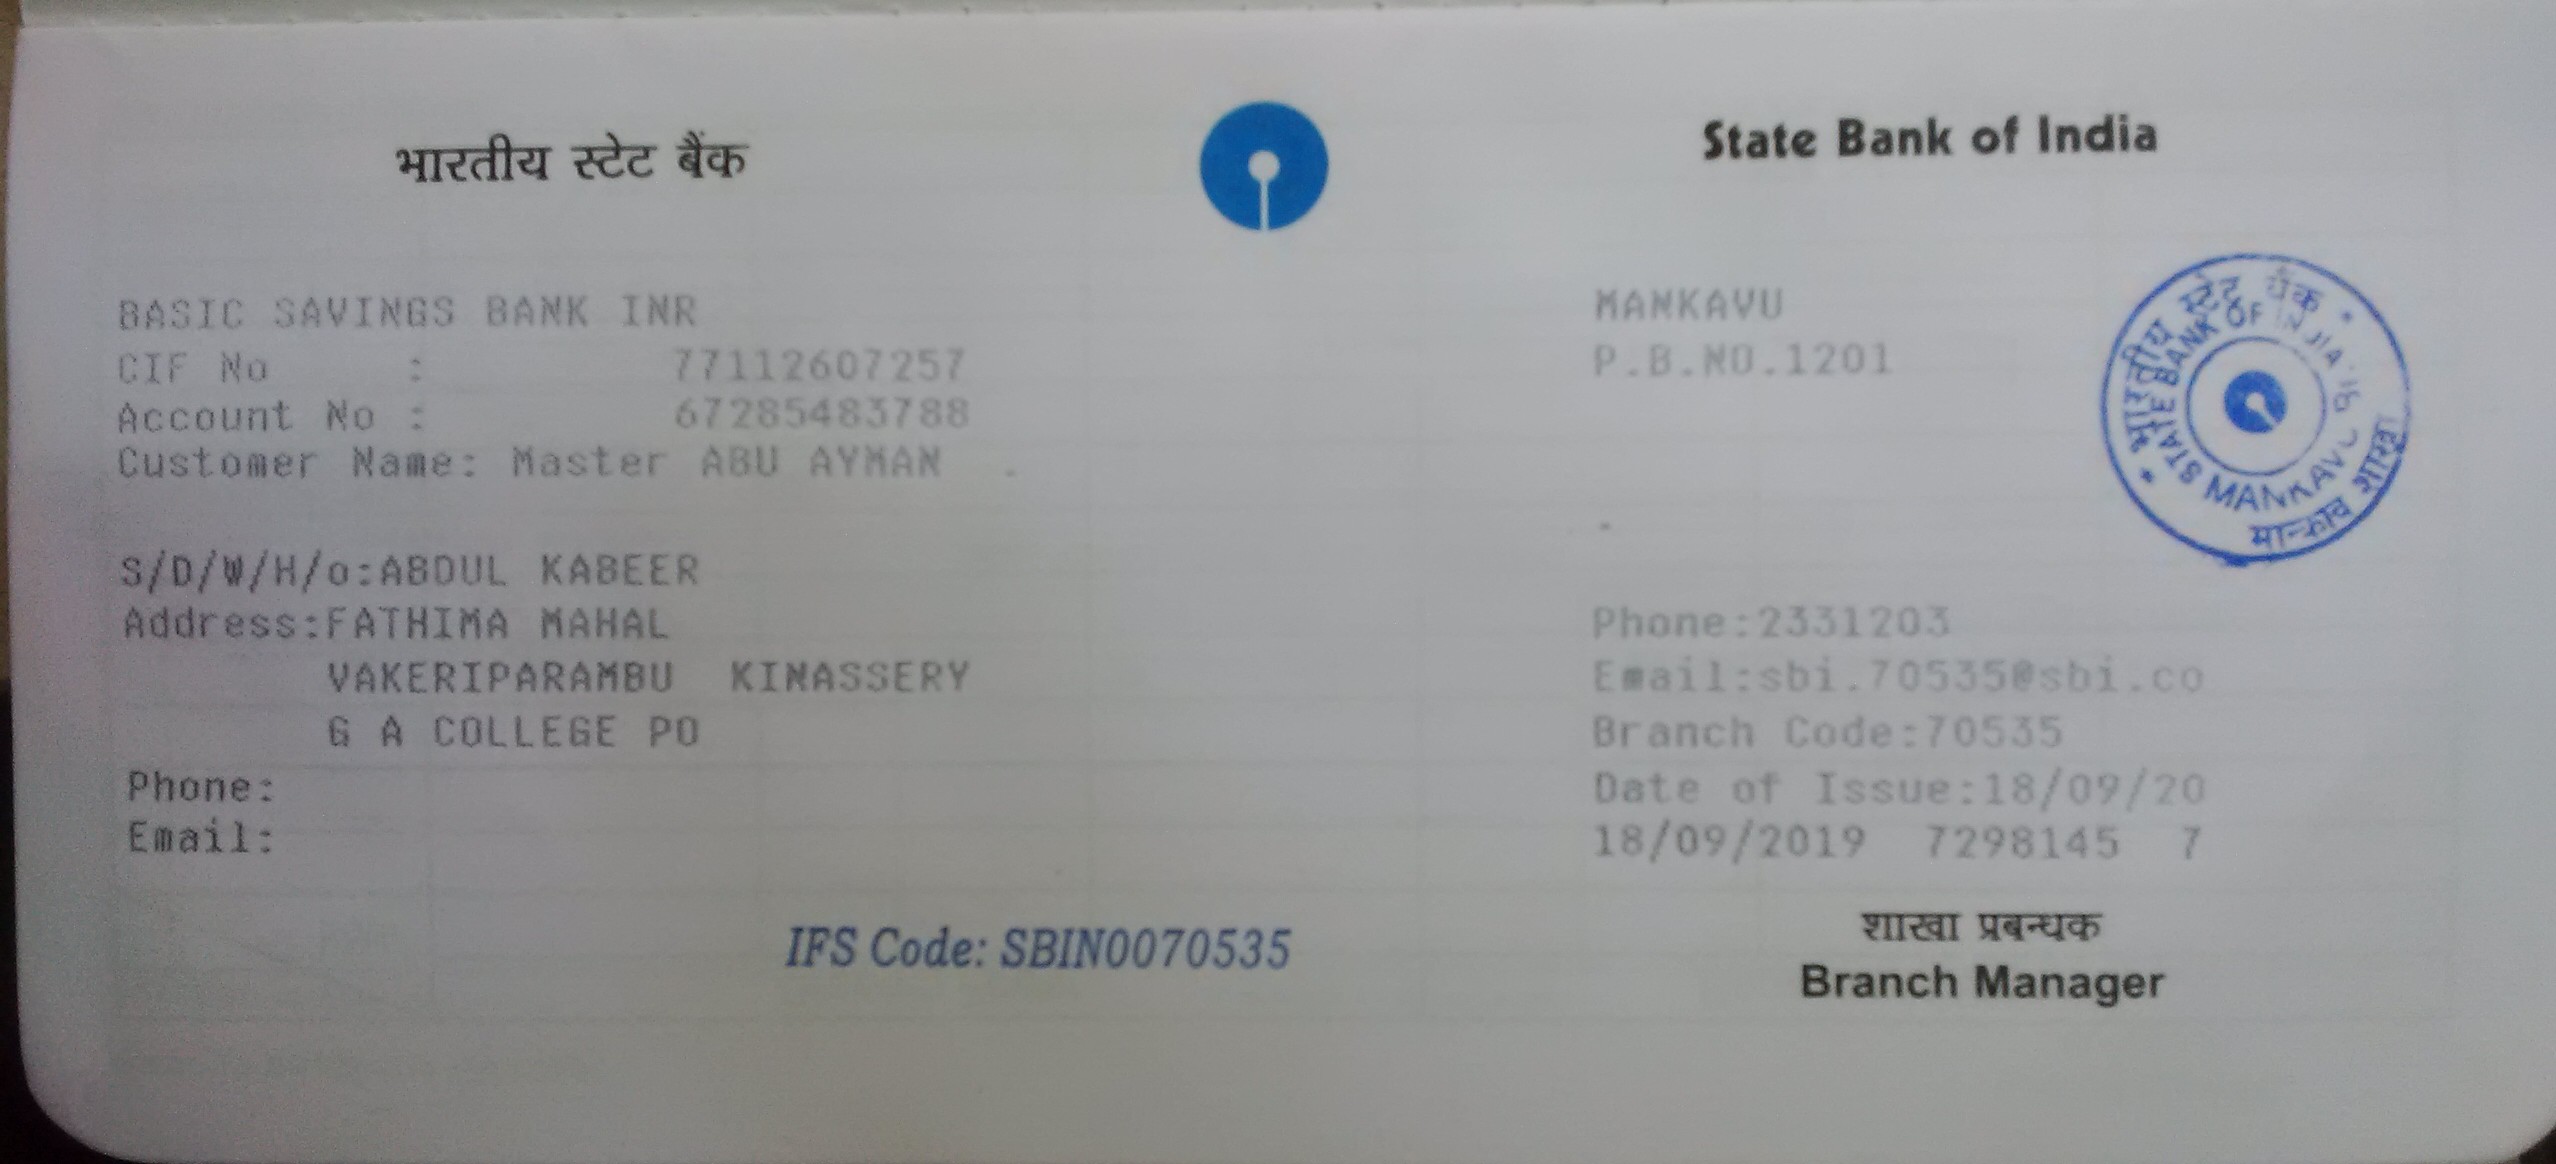 भारतीय स्टेट बैंक
State Bank of India
BASIC SAVINGS BANK INR
CIF No : 77112607257
Account No : 67285483788
Customer Name: Master ABU AYMAN .
S/D/W/H/o:ABDUL KABEER
Address:FATHIMA MAHAL
VAKERIPARAMBU KINASSERY
G A COLLEGE PO
Phone:
Email:
IFS Code: SBIN0070535
MANKAVU
P.B.NO.1201
भारतीय स्टेट बैंक
STATE BANK OF INDIA
MANKAVU
मान्काव शाखा
Phone:2331203
Email:sbi.70535@sbi.co
Branch Code:70535
Date of Issue:18/09/20
18/09/2019 7298145 7
शाखा प्रबन्धक
Branch Manager